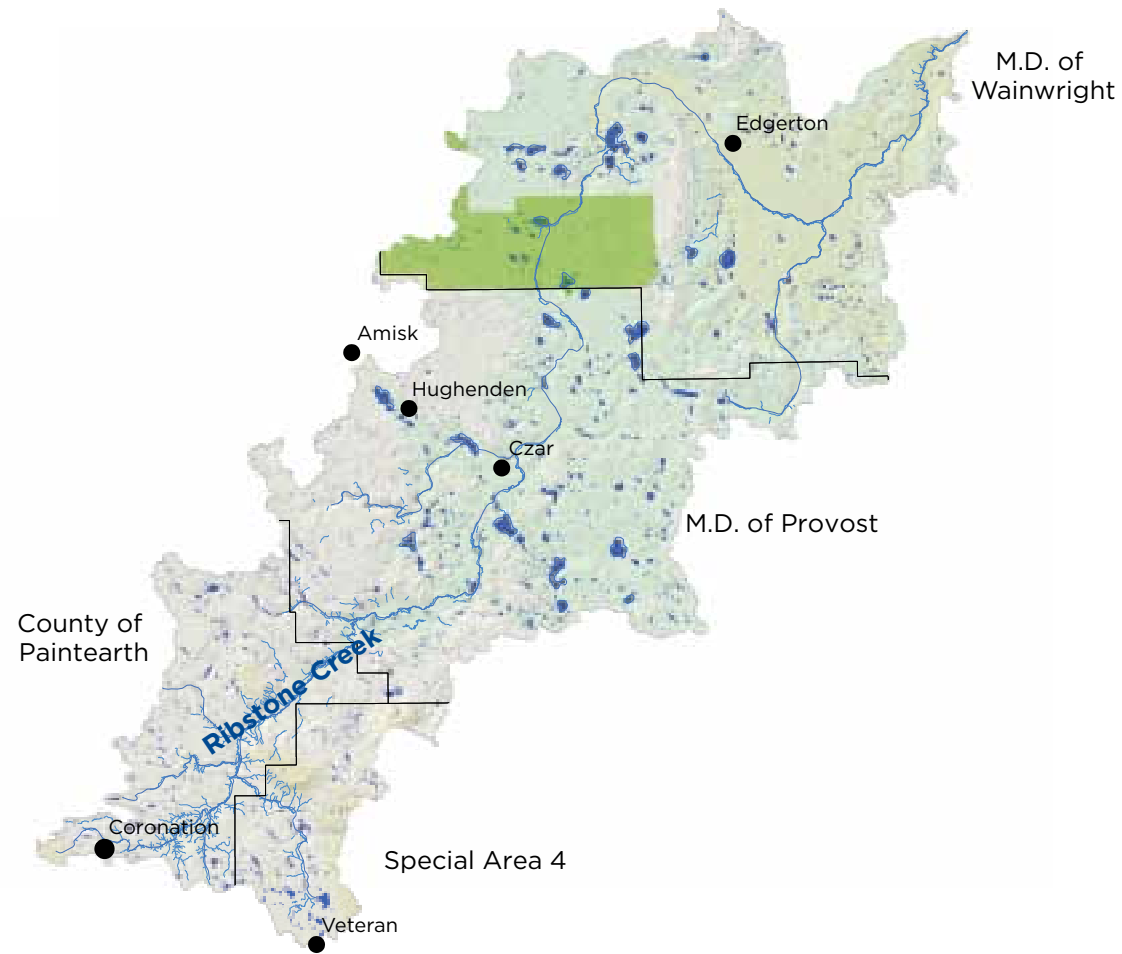 M.D. of
Wainwright
Edgerton
Amisk
Hughenden
Czar
M.D. of Provost
County of
Paintearth
Ribstone Creek
Coronation
Special Area 4
Veteran